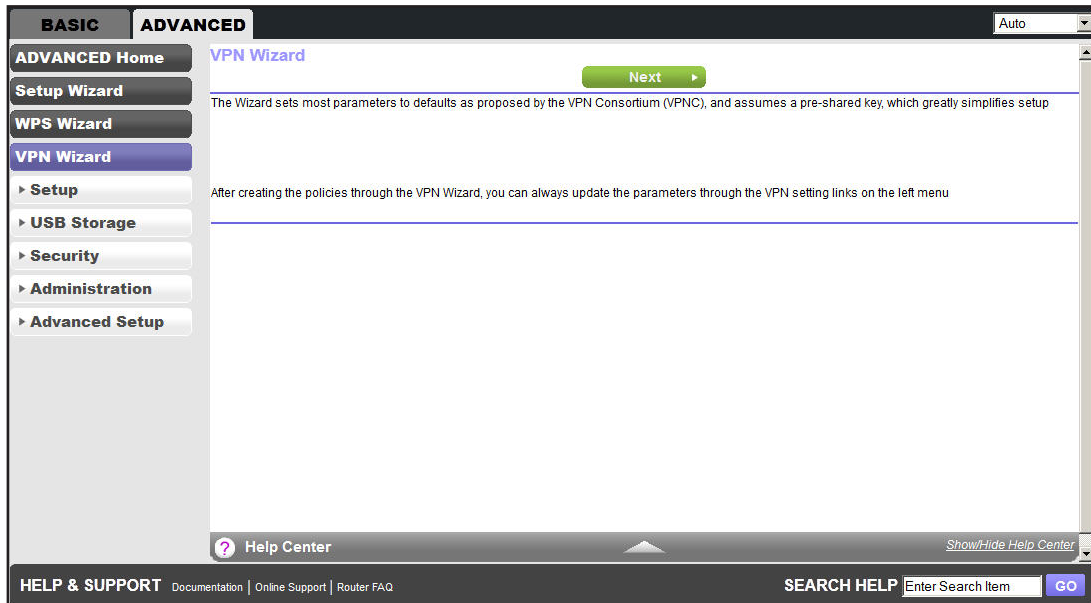 BASIC
ADVANCED
Auto
ADVANCED Home
Setup Wizard
WPS Wizard
VPN Wizard
Setup
USB Storage
Security
Administration
Advanced Setup
VPN Wizard
Next
The Wizard sets most parameters to defaults as proposed by the VPN Consortium (VPNC), and assumes a pre-shared key, which greatly simplifies setup
After creating the policies through the VPN Wizard, you can always update the parameters through the VPN setting links on the left menu
? Help Center
Show/Hide Help Center
HELP & SUPPORT Documentation | Online Support | Router FAQ
SEARCH HELP Enter Search Item GO